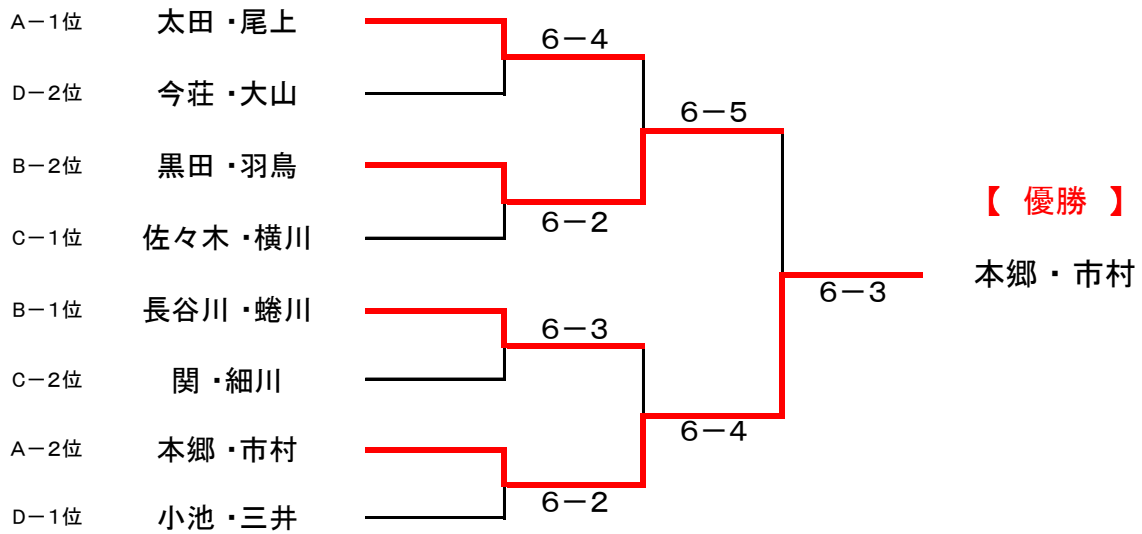 A－1位 太田・尾上
6－4
D－2位 今荘・大山
6－5
B－2位 黒田・羽鳥
【 優勝 】
6－2
C－1位 佐々木・横川
本郷・市村
6－3
B－1位 長谷川・蜷川
6－3
C－2位 関・細川
6－4
A－2位 本郷・市村
6－2
D－1位 小池・三井